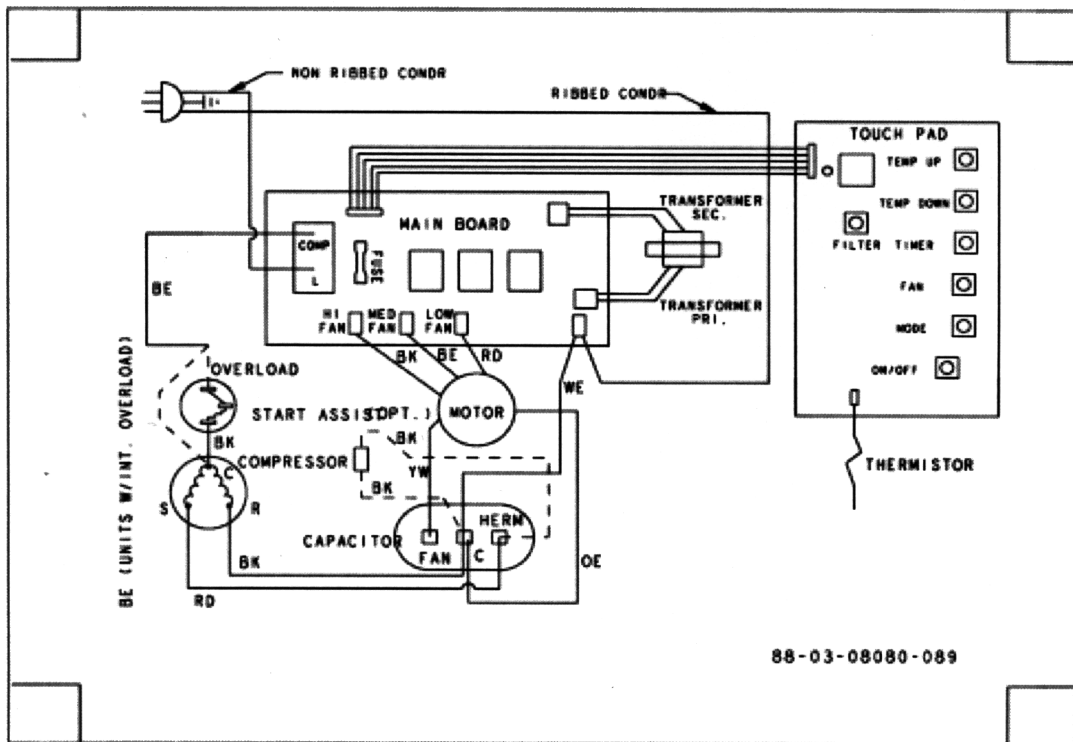 NON RIBBED CONDR
RIBBED CONDR
TOUCH PAD
TEMP UP
TEMP DOWN
FILTER TIMER
FAN
MODE
ON/OFF
THERMISTOR
TRANSFORMER
SEC.
TRANSFORMER
PRI.
MAIN BOARD
COMP
L
FUSE
HI
FAN
MED
FAN
LOW
FAN
BE
BK
BE
RD
WE
OVERLOAD
START ASSIST
(OPT.)
MOTOR
BK
BK
YW
BK
COMPRESSOR
C
S
R
CAPACITOR
FAN
C
HERM
BK
RD
OE
BE (UNITS W/INT. OVERLOAD)
88-03-08080-089